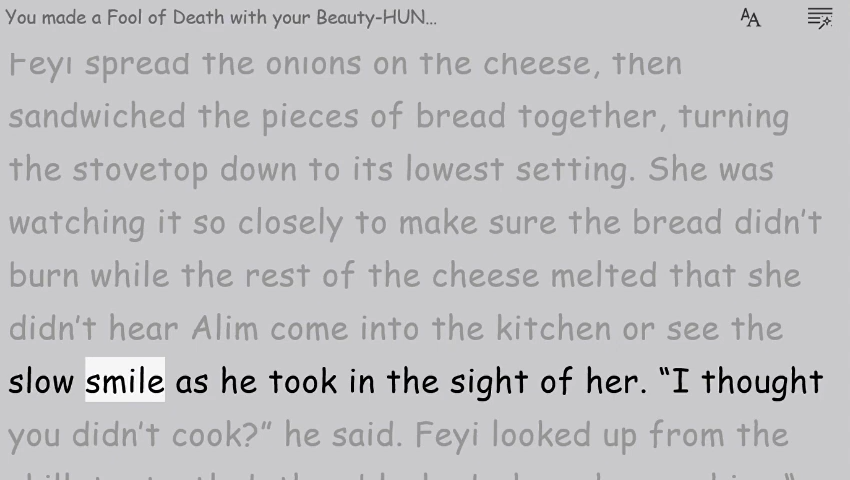 You made a Fool of Death with your Beauty-HUN...
Feyi spread the onions on the cheese, then
sandwiched the pieces of bread together, turning
the stovetop down to its lowest setting. She was
watching it so closely to make sure the bread didn’t
burn while the rest of the cheese melted that she
didn’t hear Alim come into the kitchen or see the
slow smile as he took in the sight of her. “I thought
you didn’t cook?” he said. Feyi looked up from the